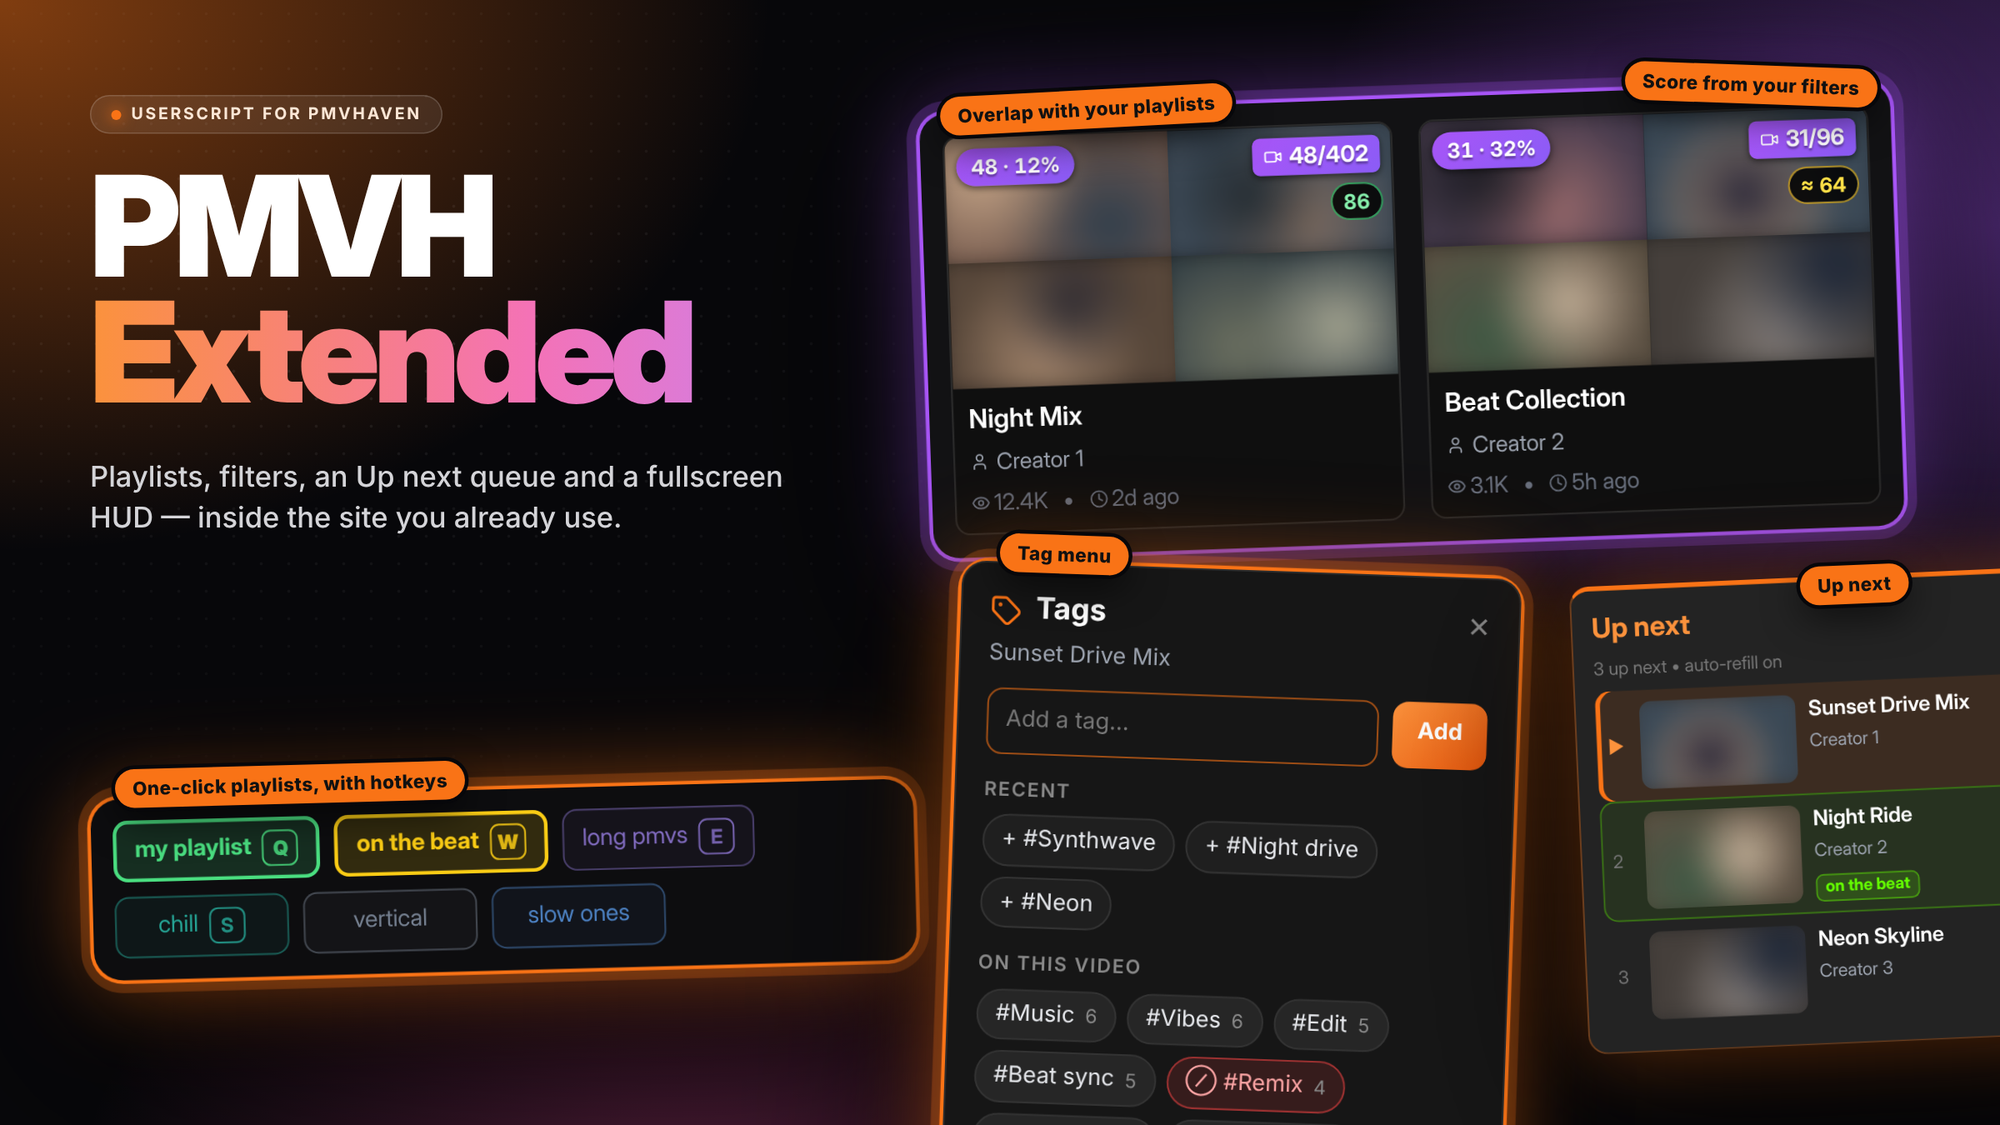 USERSCRIPT FOR PMVHAVEN
PMVH
Extended
Playlists, filters, an Up next queue and a fullscreen
HUD — inside the site you already use.
One-click playlists, with hotkeys
my playlist Q
on the beat W
long pmvs E
chill S
vertical
slow ones
Overlap with your playlists
Score from your filters
48 · 12%
48/402
86
Night Mix
Creator 1
12.4K • 2d ago
31 · 32%
31/96
≈ 64
Beat Collection
Creator 2
3.1K • 5h ago
Tag menu
Tags
Sunset Drive Mix
Add a tag...
Add
RECENT
+ #Synthwave
+ #Night drive
+ #Neon
ON THIS VIDEO
#Music 6
#Vibes 6
#Edit 5
#Beat sync 5
#Remix 4
Up next
Up next
3 up next • auto-refill on
Sunset Drive Mix
Creator 1
2
Night Ride
Creator 2
on the beat
3
Neon Skyline
Creator 3